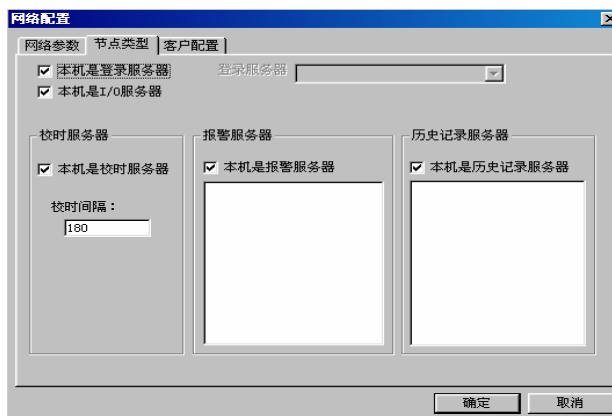 网络配置
网络参数 节点类型 客户配置
本机是登录服务器 登录服务器
本机是I/O服务器
校时服务器 报警服务器 历史记录服务器
本机是校时服务器 本机是报警服务器 本机是历史记录服务器
校时间隔：
180
确定 取消